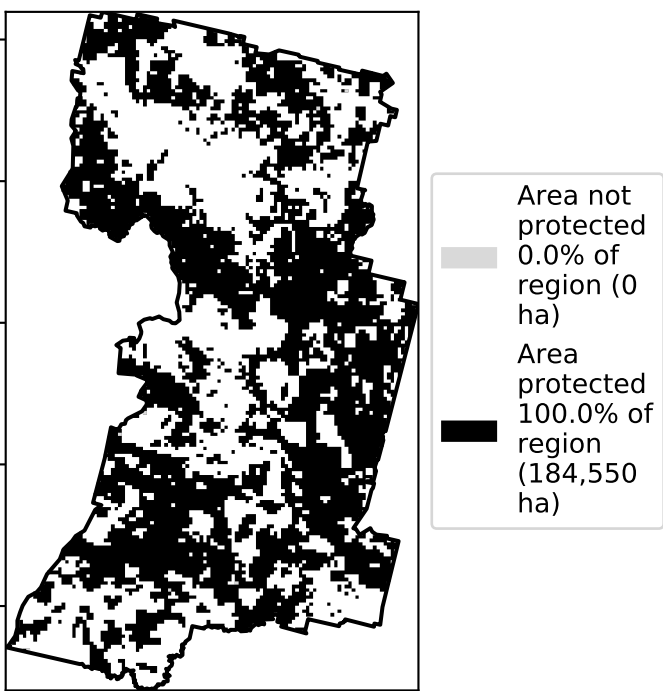 Area not
protected
0.0% of
region (0
ha)
Area
protected
100.0% of
region
(184,550
ha)